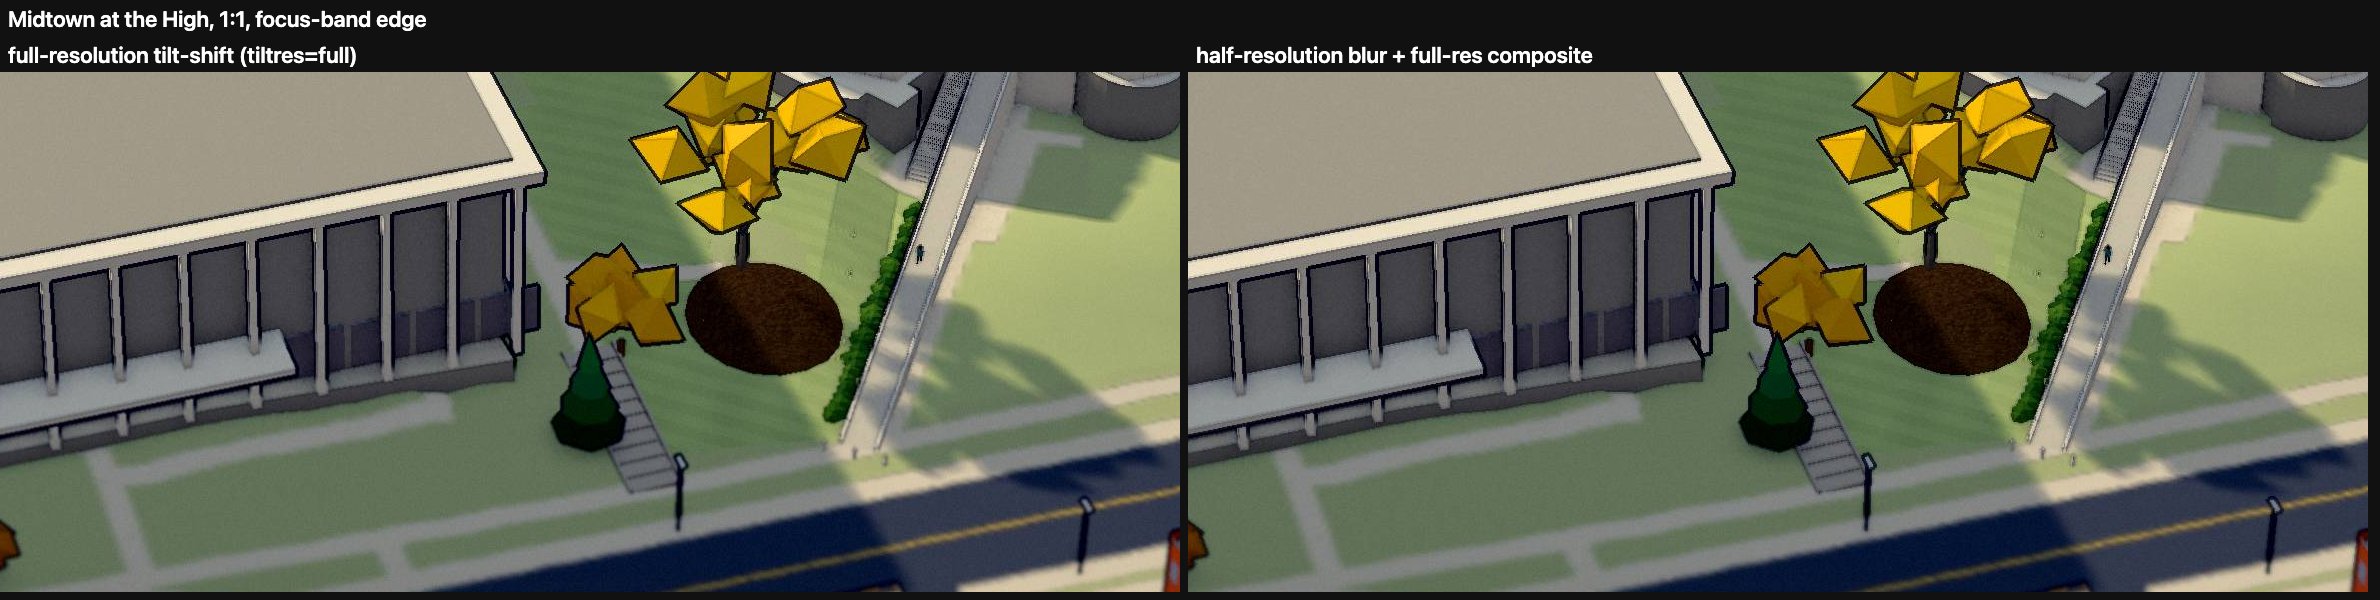 Midtown at the High, 1:1, focus-band edge
full-resolution tilt-shift (tiltres=full)
half-resolution blur + full-res composite